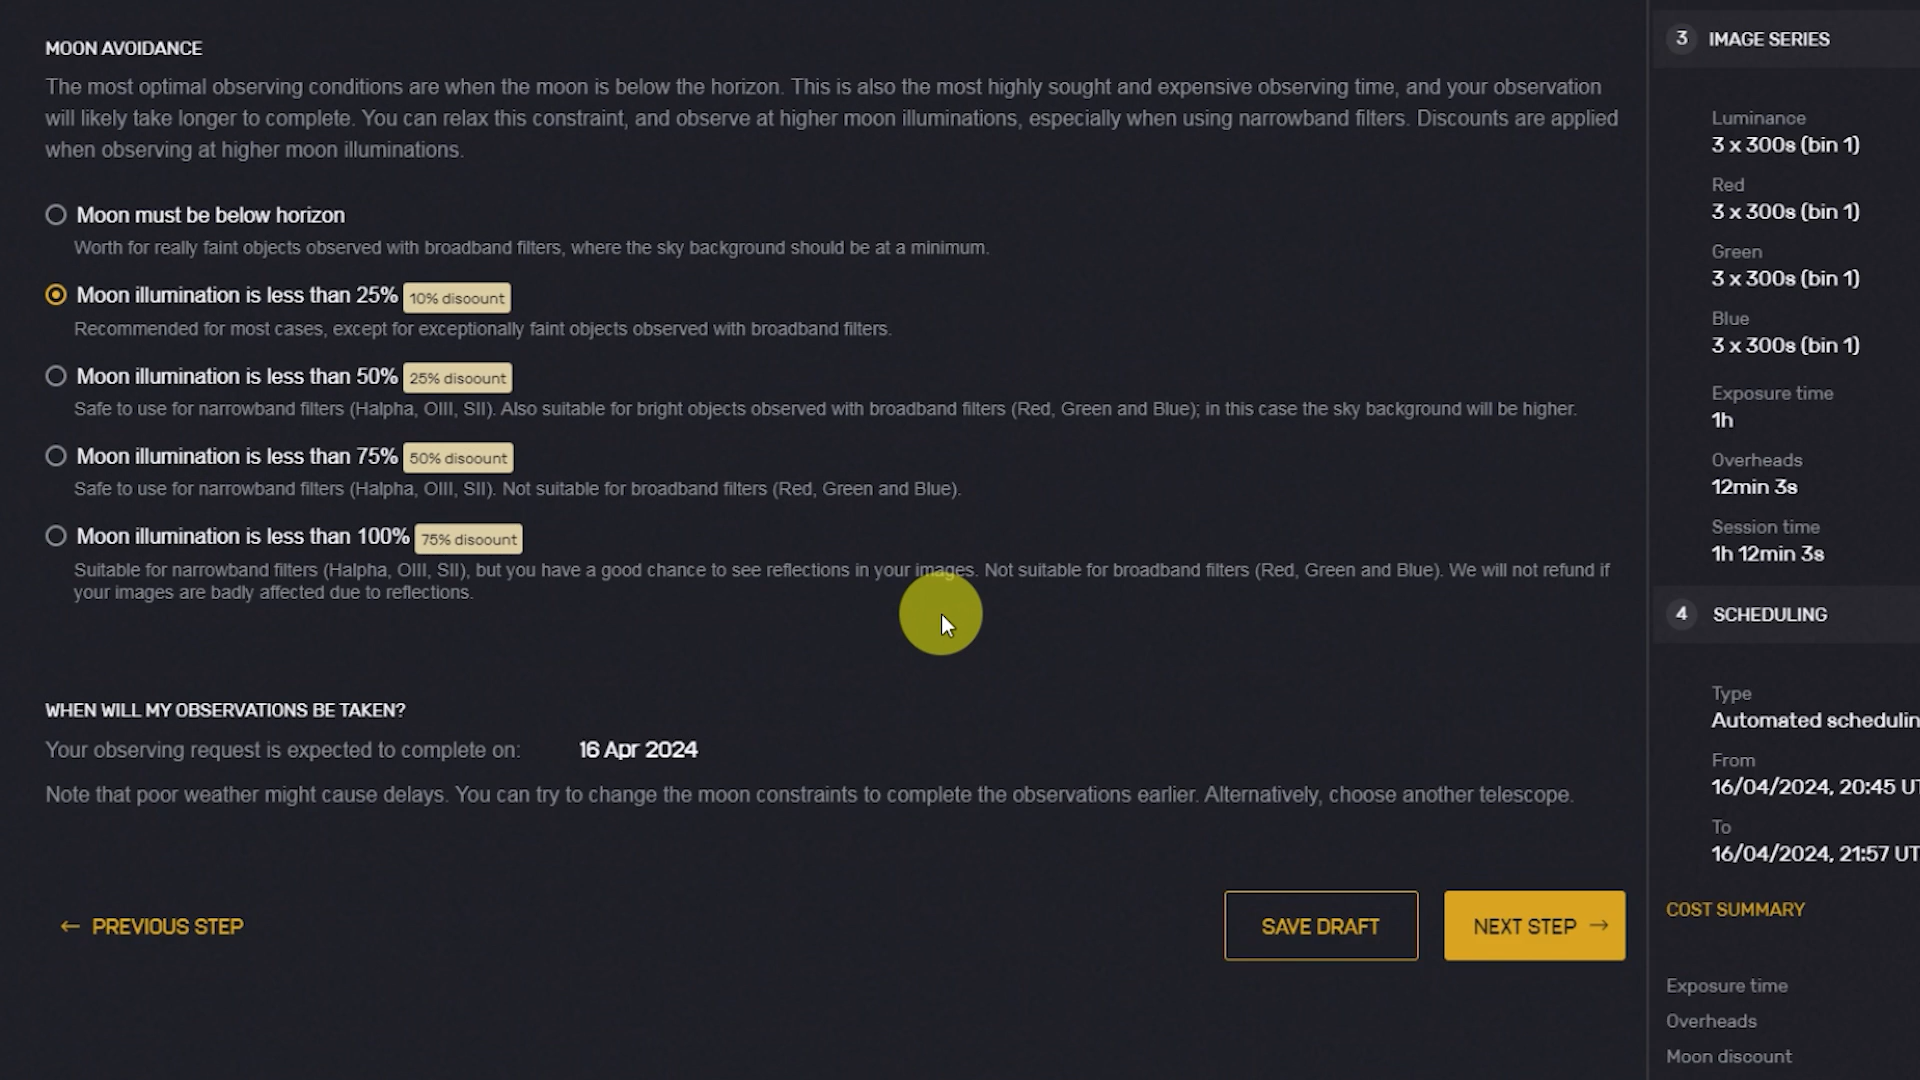 MOON AVOIDANCE
The most optimal observing conditions are when the moon is below the horizon. This is also the most highly sought and expensive observing time, and your observation
will likely take longer to complete. You can relax this constraint, and observe at higher moon illuminations, especially when using narrowband filters. Discounts are applied
when observing at higher moon illuminations.
Moon must be below horizon
Worth for really faint objects observed with broadband filters, where the sky background should be at a minimum.
Moon illumination is less than 25% 10% discount
Recommended for most cases, except for exceptionally faint objects observed with broadband filters.
Moon illumination is less than 50% 25% discount
Safe to use for narrowband filters (Halpha, OIII, SII). Also suitable for bright objects observed with broadband filters (Red, Green and Blue); in this case the sky background will be higher.
Moon illumination is less than 75% 50% discount
Safe to use for narrowband filters (Halpha, OIII, SII). Not suitable for broadband filters (Red, Green and Blue).
Moon illumination is less than 100% 75% discount
Suitable for narrowband filters (Halpha, OIII, SII), but you have a good chance to see reflections in your images. Not suitable for broadband filters (Red, Green and Blue). We will not refund if
your images are badly affected due to reflections.
WHEN WILL MY OBSERVATIONS BE TAKEN?
Your observing request is expected to complete on: 16 Apr 2024
Note that poor weather might cause delays. You can try to change the moon constraints to complete the observations earlier. Alternatively, choose another telescope.
← PREVIOUS STEP
SAVE DRAFT
NEXT STEP →
3 IMAGE SERIES
Luminance
3 x 300s (bin 1)
Red
3 x 300s (bin 1)
Green
3 x 300s (bin 1)
Blue
3 x 300s (bin 1)
Exposure time
1h
Overheads
12min 3s
Session time
1h 12min 3s
4 SCHEDULING
Type
Automated schedulin
From
16/04/2024, 20:45 UT
To
16/04/2024, 21:57 UT
COST SUMMARY
Exposure time
Overheads
Moon discount